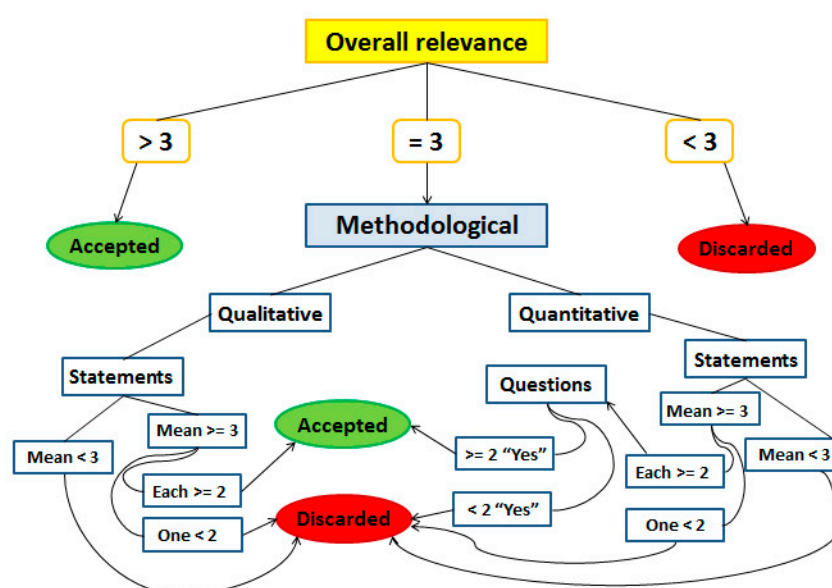 Overall relevance
> 3
= 3
< 3
Accepted
Methodological
Discarded
Qualitative
Quantitative
Statements
Questions
Statements
Mean < 3
Mean >= 3
Accepted
>= 2 “Yes”
Mean >= 3
Mean < 3
Each >= 2
Each >= 2
One < 2
Discarded
< 2 “Yes”
One < 2